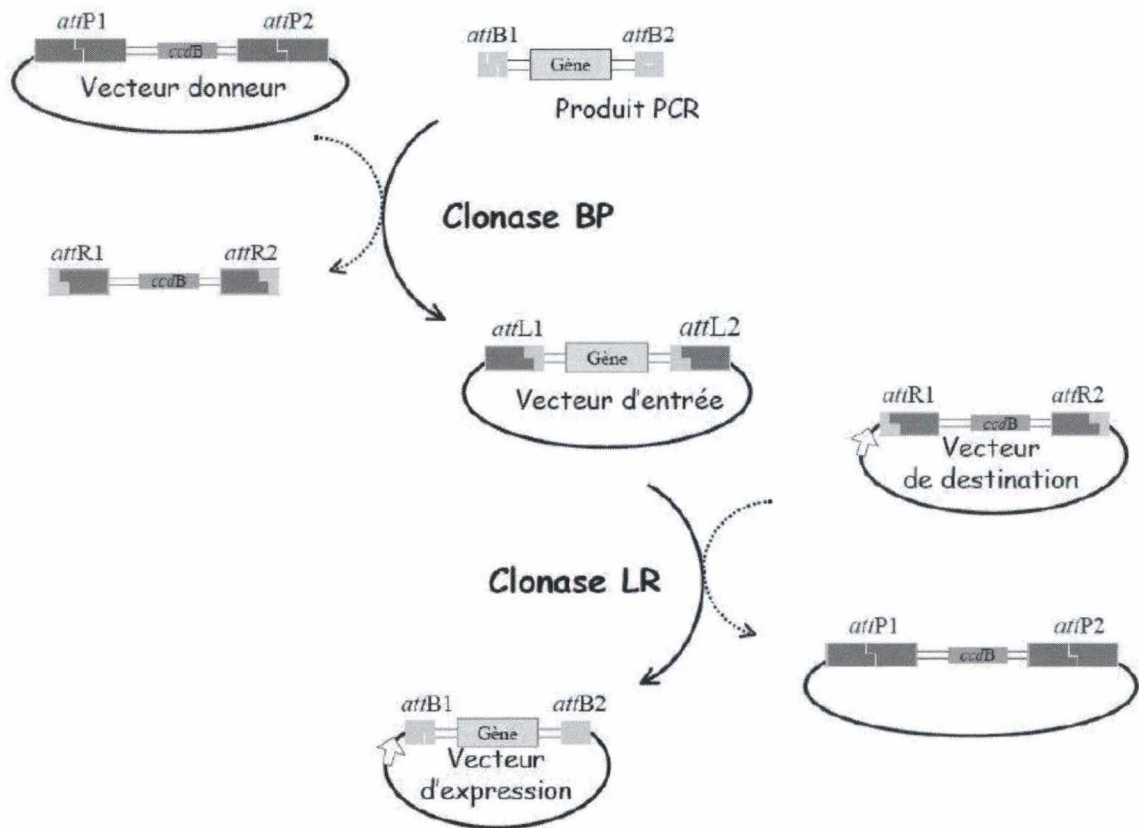 attP1 attP2
ccdB
Vecteur donneur
attB1 attB2
Gène
Produit PCR
Clonase BP
attR1 attR2
ccdB
attL1 attL2
Gène
Vecteur d'entrée
attR1 attR2
ccdB
Vecteur
de destination
Clonase LR
attP1 attP2
ccdB
attB1 attB2
Gène
Vecteur
d'expression